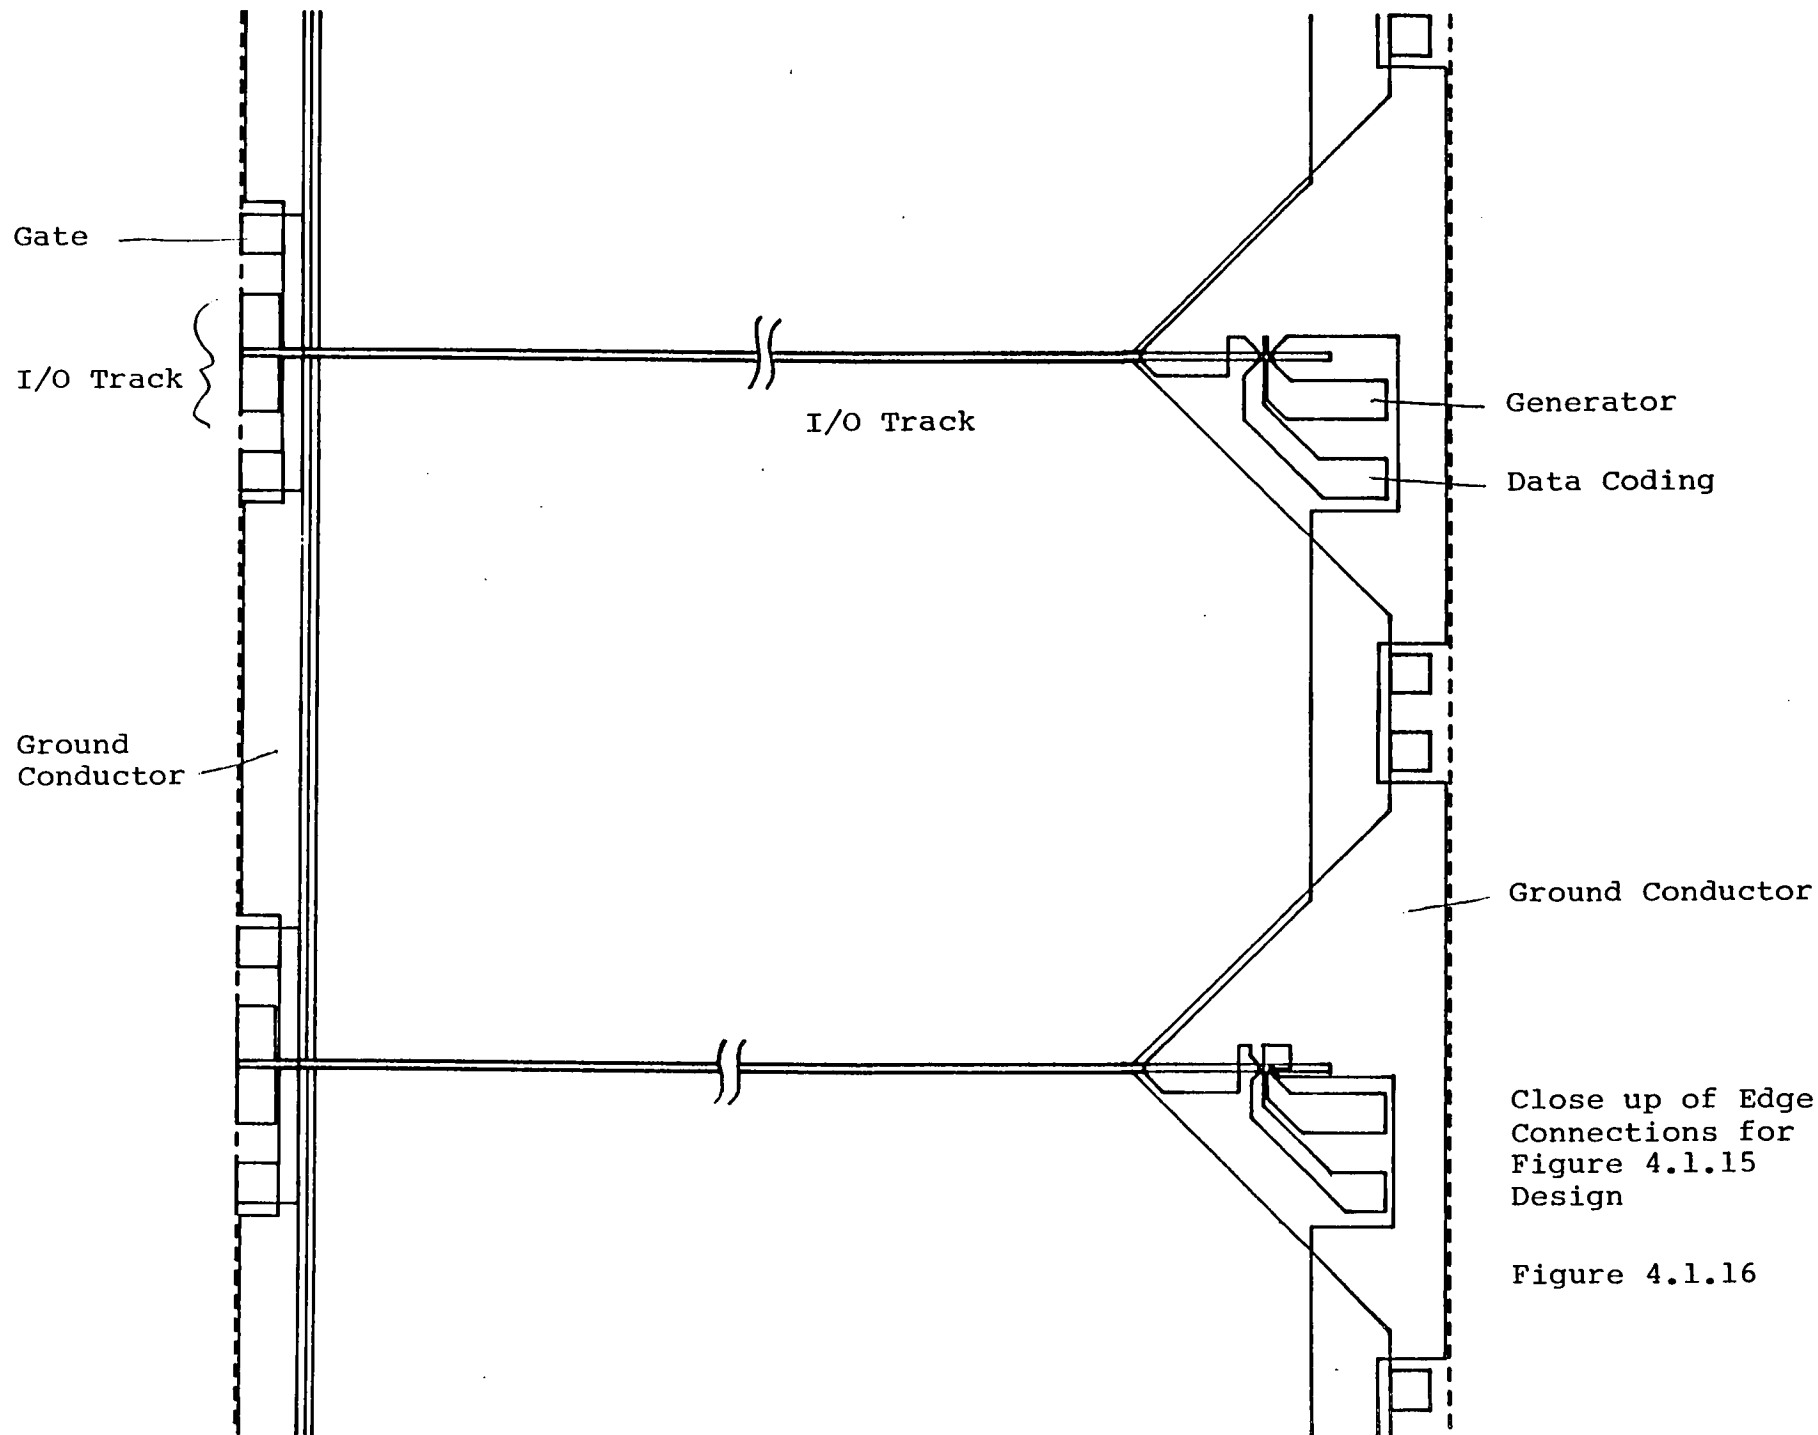 Gate
I/O Track
I/O Track
Generator
Data Coding
Ground
Conductor
Ground Conductor
Close up of Edge
Connections for
Figure 4.1.15
Design
Figure 4.1.16